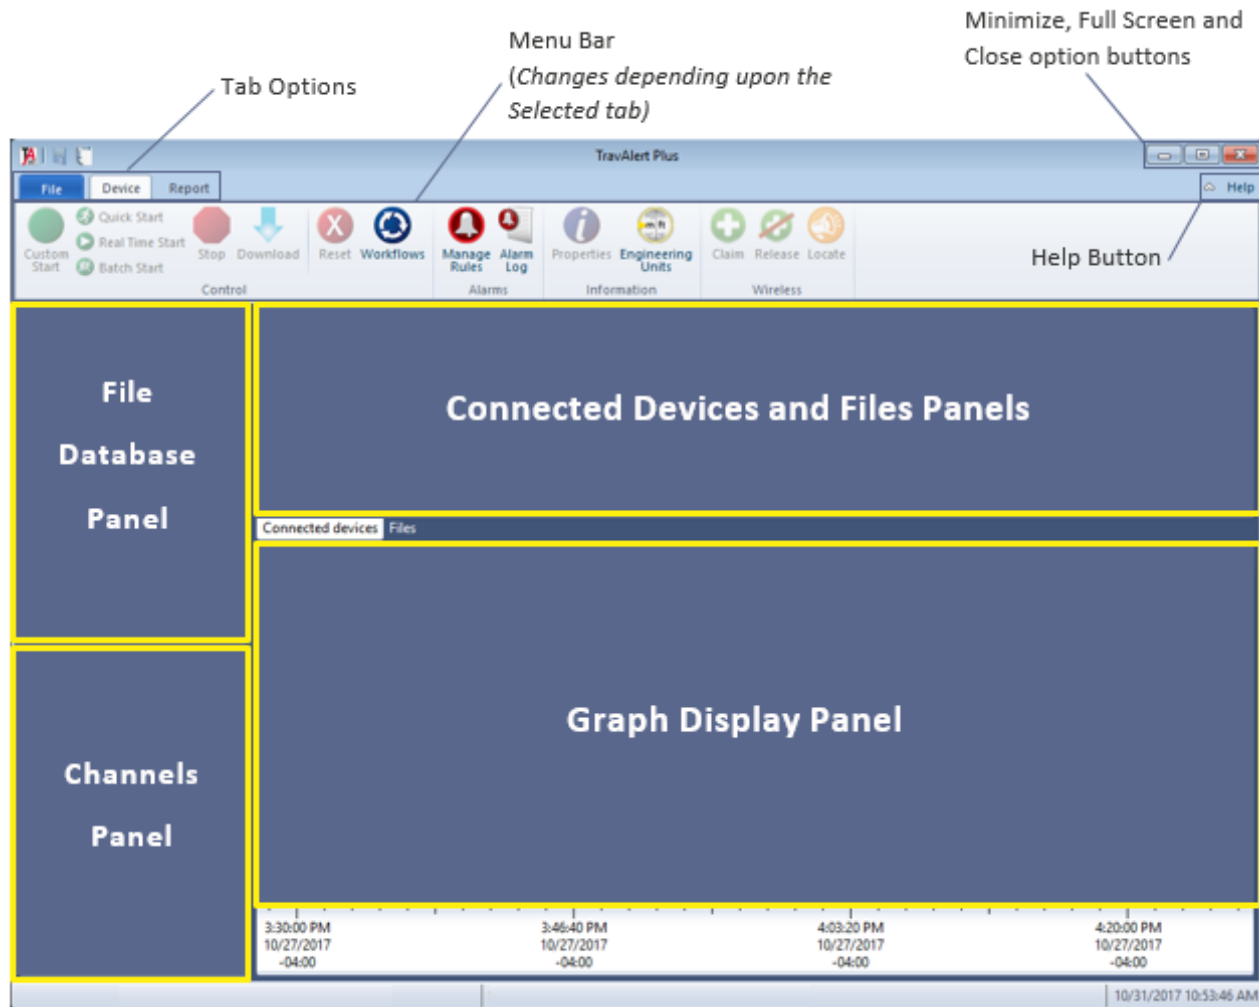 Minimize, Full Screen and
Close option buttons
Menu Bar
(Changes depending upon the
Selected tab)
Tab Options
TravAlert Plus
File Device Report
Help
Custom
Start
Quick Start
Real Time Start
Batch Start
Stop
Download
Reset
Workflows
Control
Manage
Rules
Alarm
Log
Alarms
Properties
Engineering
Units
Information
Claim
Release
Locate
Wireless
Help Button
File
Database
Panel
Connected Devices and Files Panels
Connected devices Files
Graph Display Panel
Channels
Panel
3:30:00 PM
10/27/2017
-04:00
3:46:40 PM
10/27/2017
-04:00
4:03:20 PM
10/27/2017
-04:00
4:20:00 PM
10/27/2017
-04:00
10/31/2017 10:53:46 AM